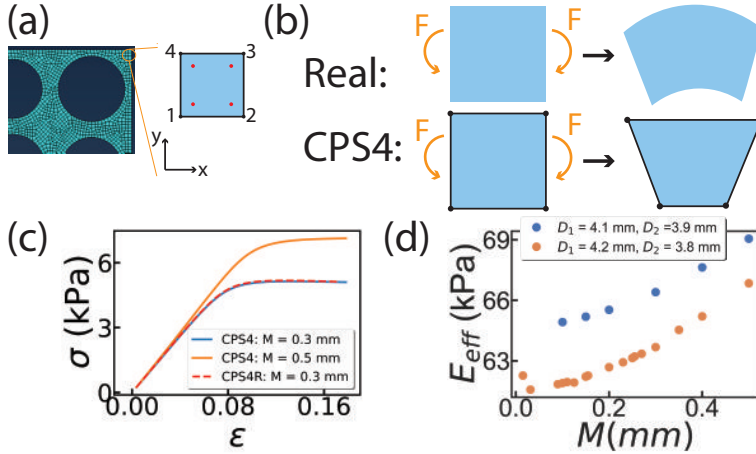 (a)
4
3
1
2
y
x
(b)
F
F
Real:
F
F
CPS4:
(c)
σ (kPa)
6
3
0
0.00
0.08
0.16
ε
CPS4: M = 0.3 mm
CPS4: M = 0.5 mm
CPS4R: M = 0.3 mm
(d)
D₁ = 4.1 mm, D₂ =3.9 mm
D₁ = 4.2 mm, D₂ = 3.8 mm
E_eff (kPa)
69
66
63
0.0
0.2
0.4
M(mm)